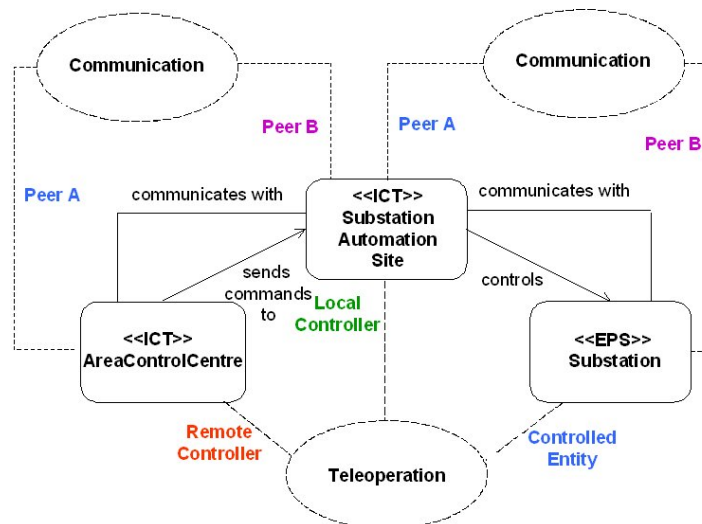 Communication
Communication
Peer B
Peer A
Peer B
Peer A
communicates with
<<ICT>>
Substation
Automation
Site
communicates with
sends
commands
to
Local
Controller
controls
<<ICT>>
AreaControlCentre
<<EPS>>
Substation
Remote
Controller
Teleoperation
Controlled
Entity